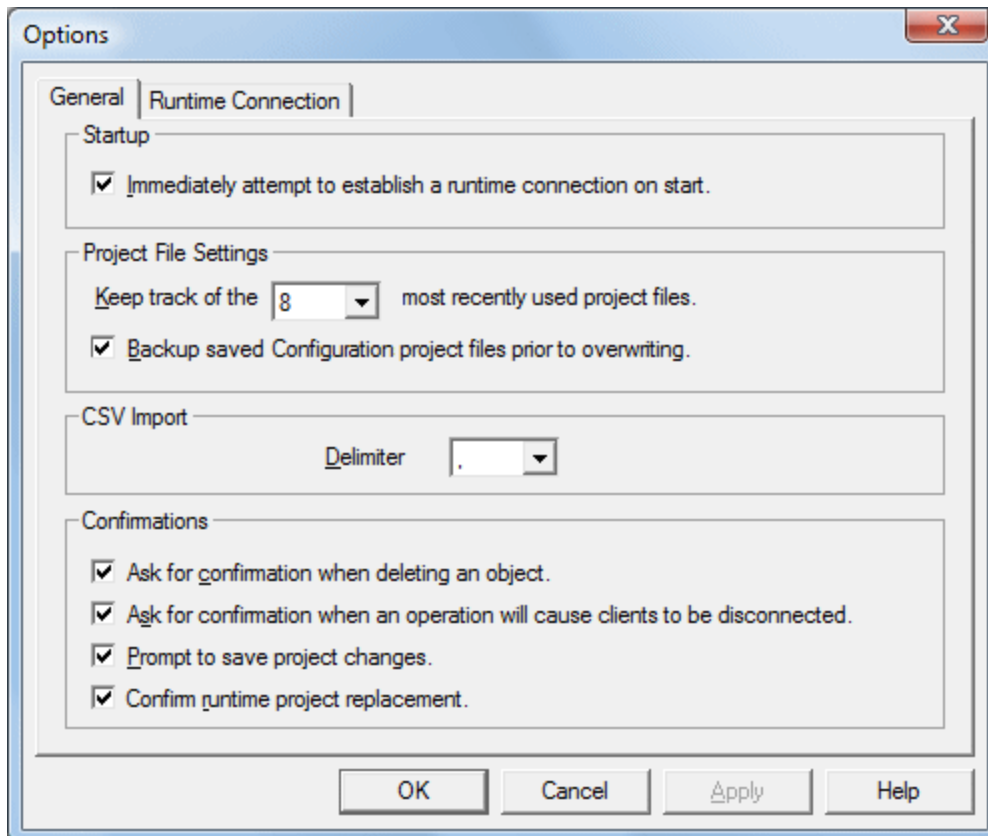 Options
General
Runtime Connection
Startup
Immediately attempt to establish a runtime connection on start.
Project File Settings
Keep track of the 8 most recently used project files.
Backup saved Configuration project files prior to overwriting.
CSV Import
Delimiter ,
Confirmations
Ask for confirmation when deleting an object.
Ask for confirmation when an operation will cause clients to be disconnected.
Prompt to save project changes.
Confirm runtime project replacement.
OK Cancel Apply Help